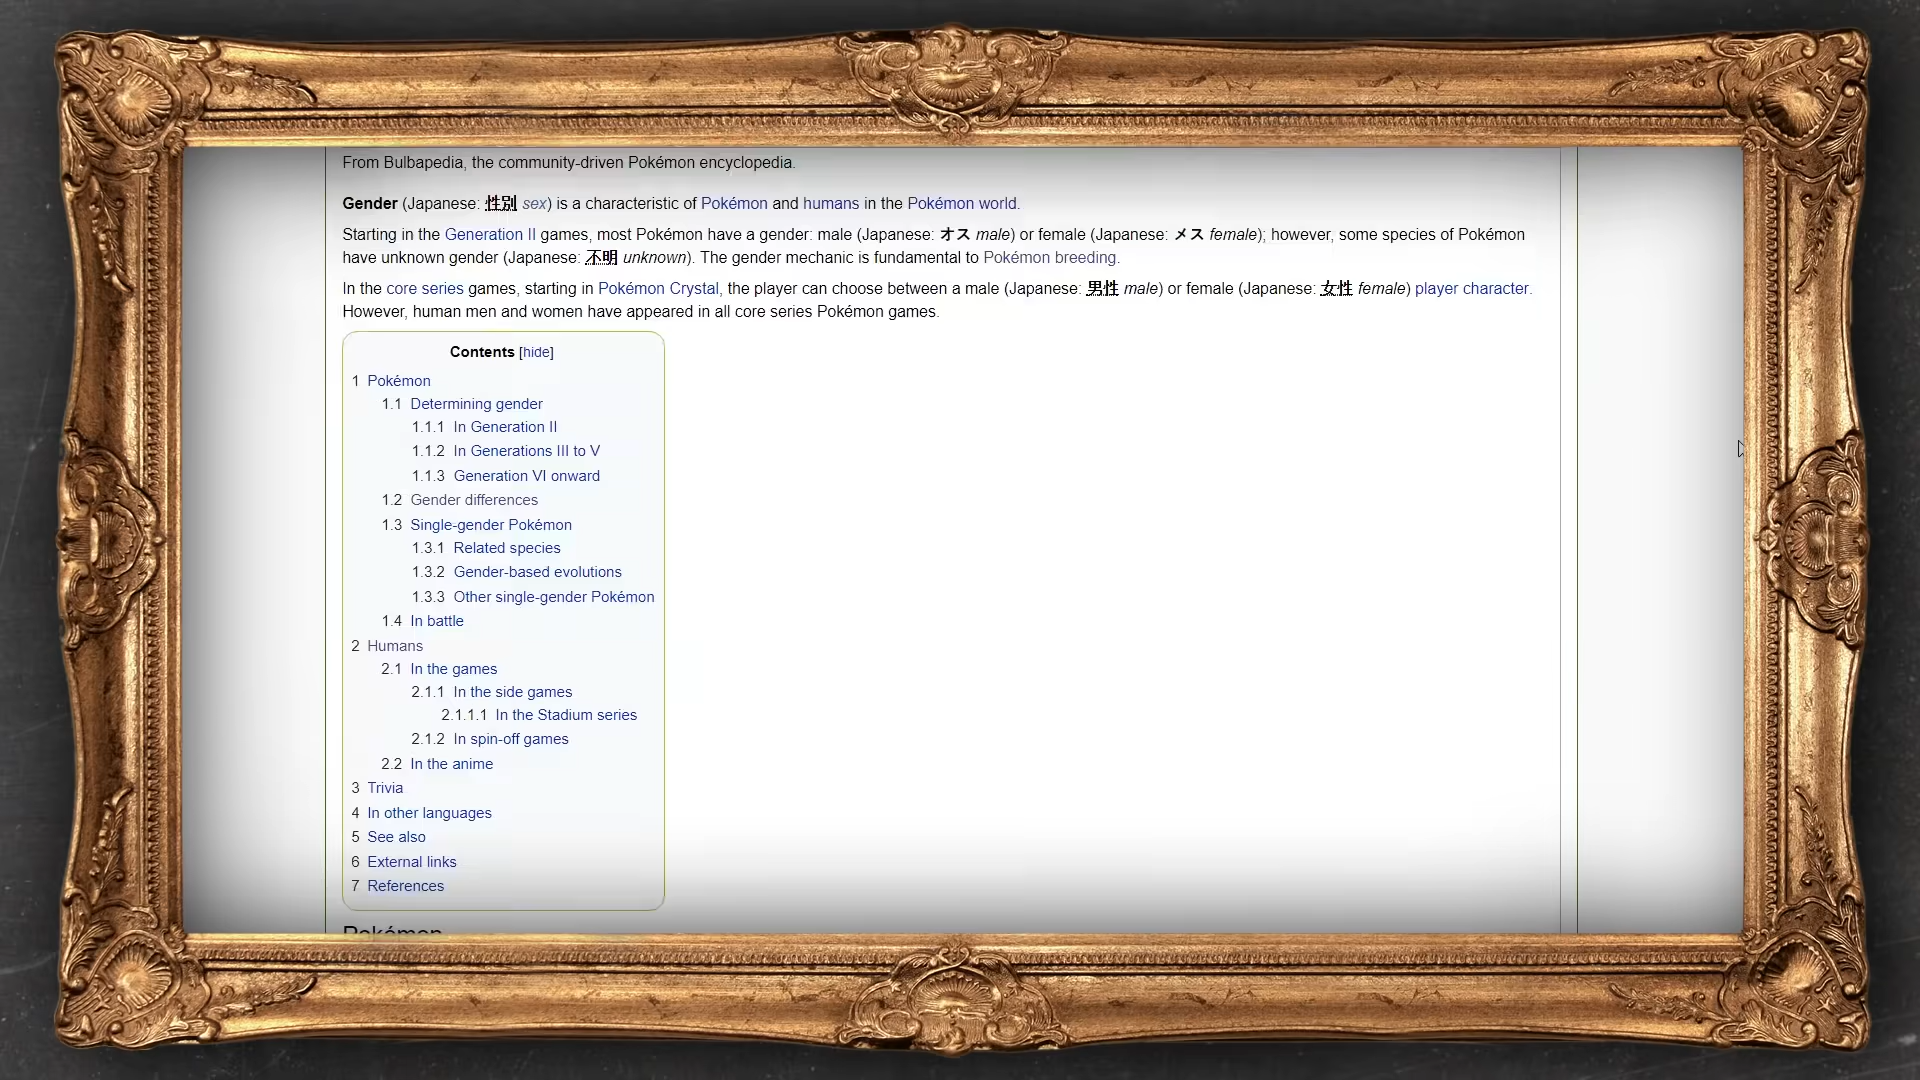 From Bulbapedia, the community-driven Pokémon encyclopedia.
Gender (Japanese: 性別 sex) is a characteristic of Pokémon and humans in the Pokémon world.
Starting in the Generation II games, most Pokémon have a gender: male (Japanese: オス male) or female (Japanese: メス female); however, some species of Pokémon
have unknown gender (Japanese: 不明 unknown). The gender mechanic is fundamental to Pokémon breeding.
In the core series games, starting in Pokémon Crystal, the player can choose between a male (Japanese: 男性 male) or female (Japanese: 女性 female) player character.
However, human men and women have appeared in all core series Pokémon games.
Contents [hide]
1 Pokémon
1.1 Determining gender
1.1.1 In Generation II
1.1.2 In Generations III to V
1.1.3 Generation VI onward
1.2 Gender differences
1.3 Single-gender Pokémon
1.3.1 Related species
1.3.2 Gender-based evolutions
1.3.3 Other single-gender Pokémon
1.4 In battle
2 Humans
2.1 In the games
2.1.1 In the side games
2.1.1.1 In the Stadium series
2.1.2 In spin-off games
2.2 In the anime
3 Trivia
4 In other languages
5 See also
6 External links
7 References
Pokémon